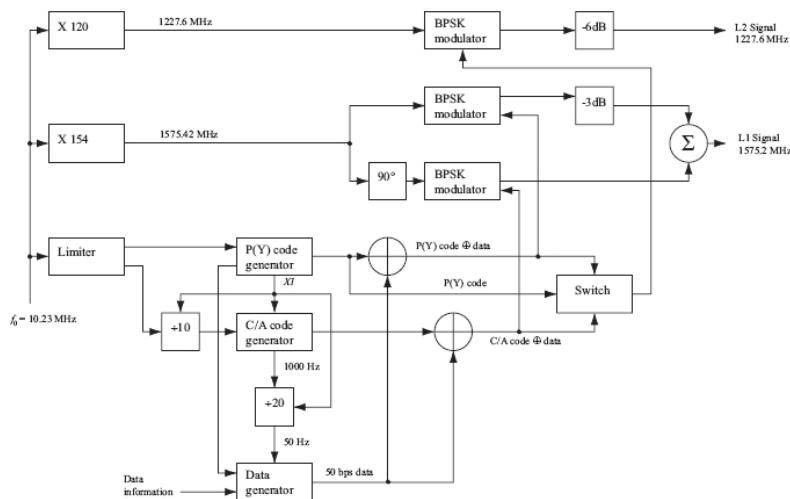 X 120
1227.6 MHz
BPSK
modulator
-6dB
L2 Signal
1227.6 MHz
X 154
1575.42 MHz
BPSK
modulator
-3dB
Σ
L1 Signal
1575.2 MHz
90°
BPSK
modulator
Limiter
P(Y) code
generator
P(Y) code ⊕ data
X1
P(Y) code
Switch
f₀ = 10.23 MHz
÷10
C/A code
generator
C/A code ⊕ data
1000 Hz
÷20
50 Hz
Data
information
Data
generator
50 bps data